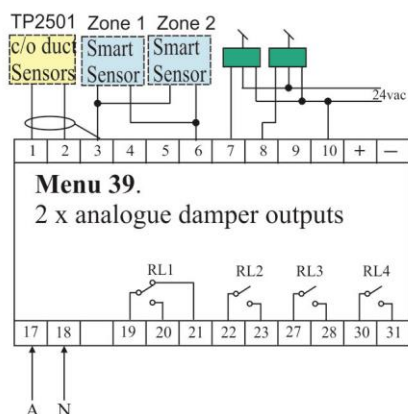 TP2501 Zone 1 Zone 2
c/o duct Sensors
Smart Sensor
Smart Sensor
24vac
1 2 3 4 5 6 7 8 9 10 + −
Menu 39.
2 x analogue damper outputs
RL1 RL2 RL3 RL4
17 18 19 20 21 22 23 27 28 30 31
A N